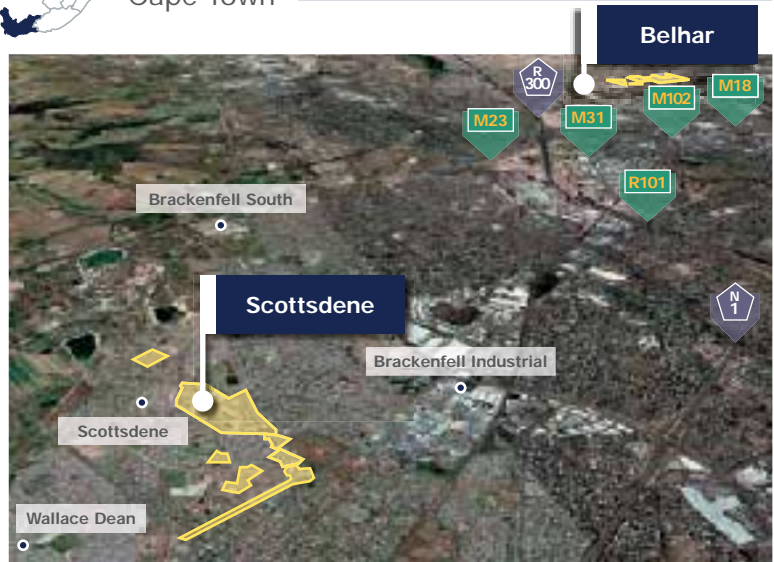 Cape Town
Belhar
R
300
M23
M31
M102
M18
R101
Brackenfell South
N
1
Scottsdene
Brackenfell Industrial
Scottsdene
Wallace Dean